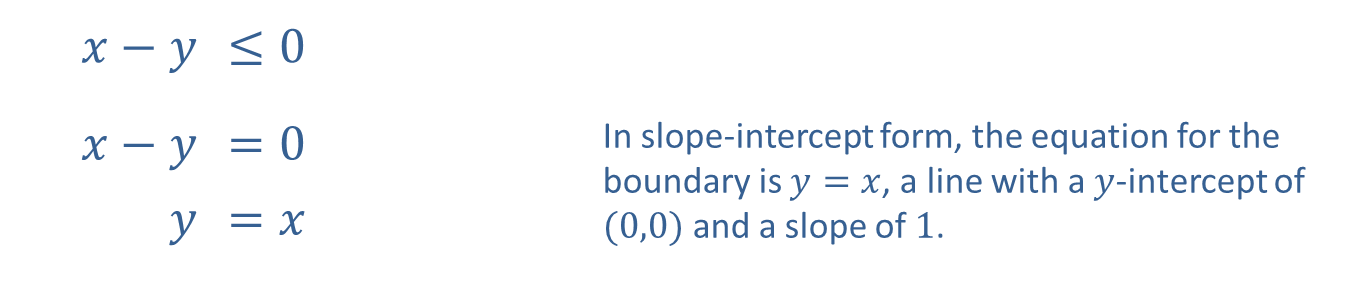 x − y ≤ 0
x − y = 0
y = x
In slope-intercept form, the equation for the
boundary is y = x, a line with a y-intercept of
(0,0) and a slope of 1.